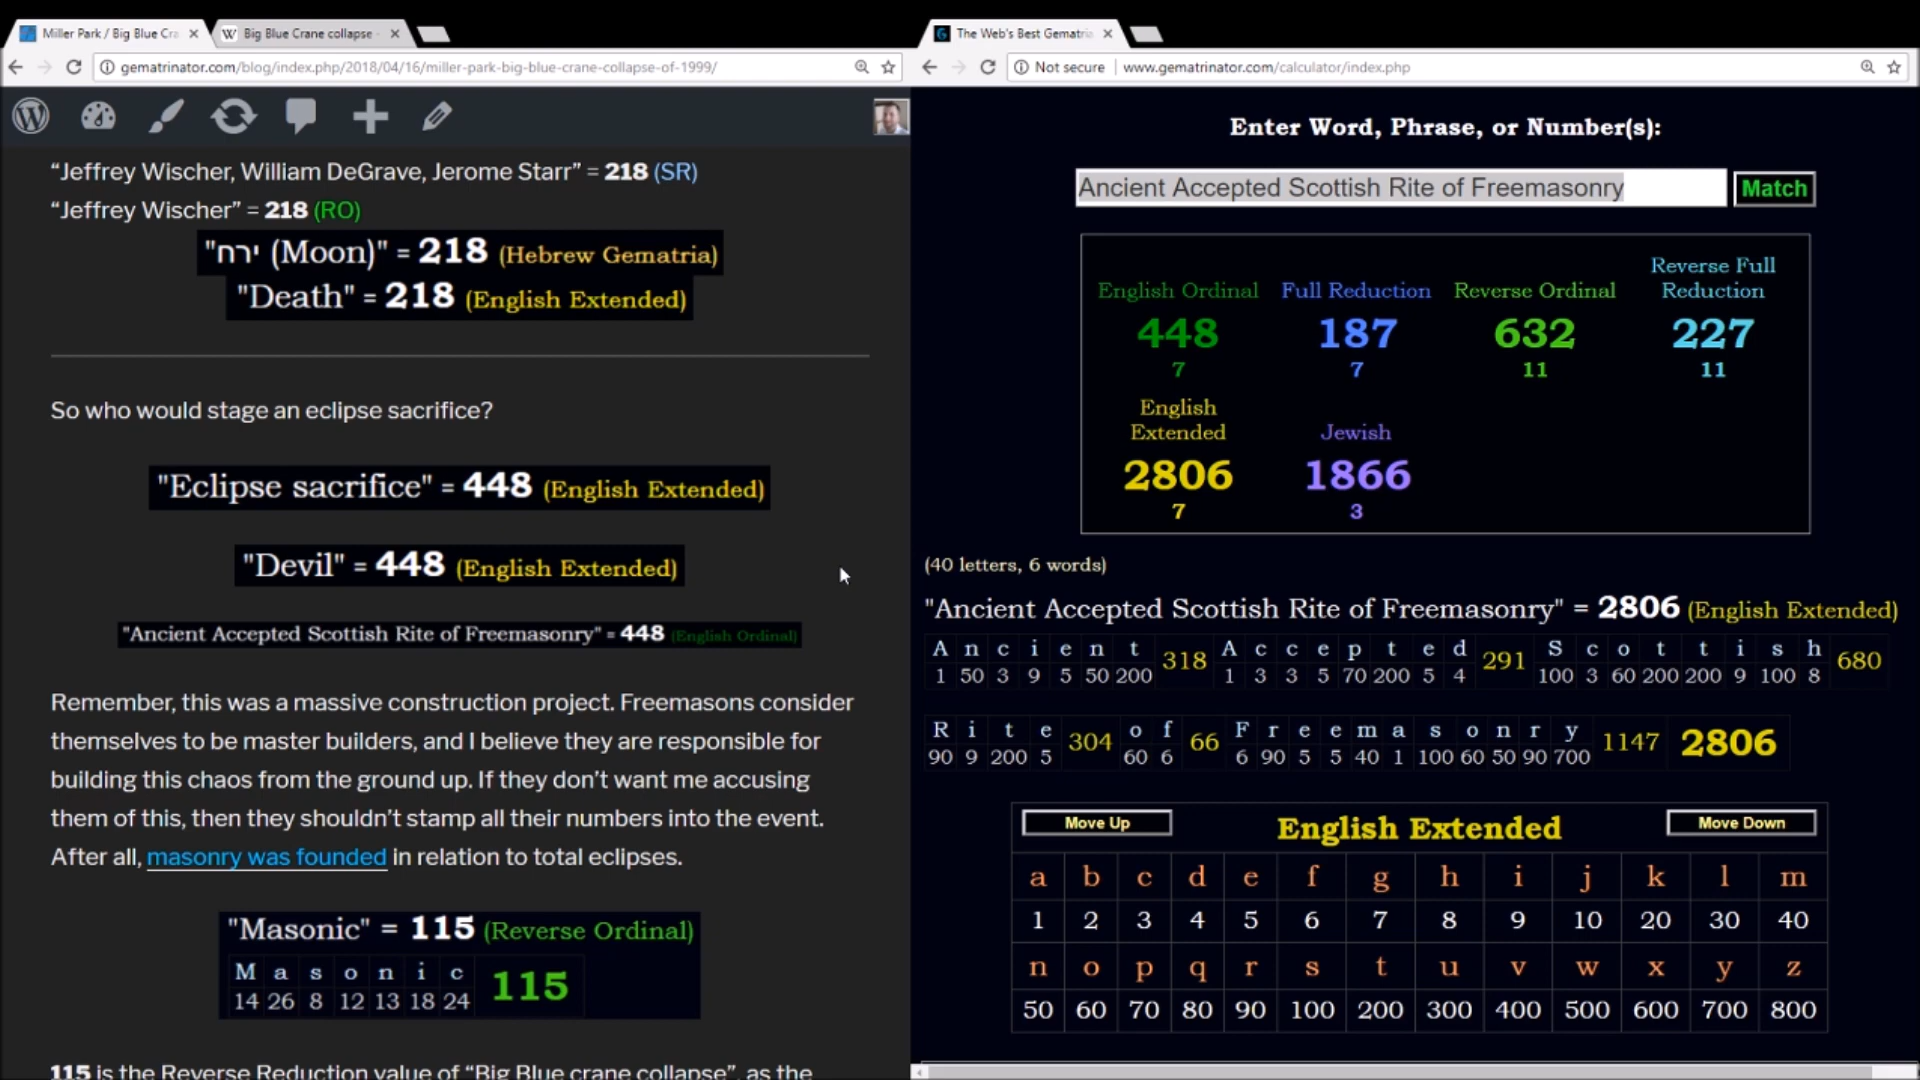 Miller Park / Big Blue Cra
Big Blue Crane collapse -
gematrinator.com/blog/index.php/2018/04/16/miller-park-big-blue-crane-collapse-of-1999/
“Jeffrey Wischer, William DeGrave, Jerome Starr” = 218 (SR)
“Jeffrey Wischer” = 218 (RO)
"ירח (Moon)" = 218 (Hebrew Gematria)
"Death" = 218 (English Extended)
So who would stage an eclipse sacrifice?
"Eclipse sacrifice" = 448 (English Extended)
"Devil" = 448 (English Extended)
"Ancient Accepted Scottish Rite of Freemasonry" = 448 (English Ordinal)
Remember, this was a massive construction project. Freemasons consider
themselves to be master builders, and I believe they are responsible for
building this chaos from the ground up. If they don’t want me accusing
them of this, then they shouldn’t stamp all their numbers into the event.
After all, masonry was founded in relation to total eclipses.
"Masonic" = 115 (Reverse Ordinal)
M a s o n i c
14 26 8 12 13 18 24 115
115 is the Reverse Reduction value of “Big Blue crane collapse”, as the
The Web's Best Gematria
Not secure www.gematrinator.com/calculator/index.php
Enter Word, Phrase, or Number(s):
Ancient Accepted Scottish Rite of Freemasonry Match
English Ordinal Full Reduction Reverse Ordinal Reverse Full Reduction
448 187 632 227
7 7 11 11
English Extended Jewish
2806 1866
7 3
(40 letters, 6 words)
"Ancient Accepted Scottish Rite of Freemasonry" = 2806 (English Extended)
A n c i e n t A c c e p t e d S c o t t i s h
1 50 3 9 5 50 200 318 1 3 3 5 70 200 5 4 291 100 3 60 200 200 9 100 8 680
R i t e o f F r e e m a s o n r y
90 9 200 5 304 60 6 66 6 90 5 5 40 1 100 60 50 90 700 1147 2806
Move Up English Extended Move Down
a b c d e f g h i j k l m
1 2 3 4 5 6 7 8 9 10 20 30 40
n o p q r s t u v w x y z
50 60 70 80 90 100 200 300 400 500 600 700 800